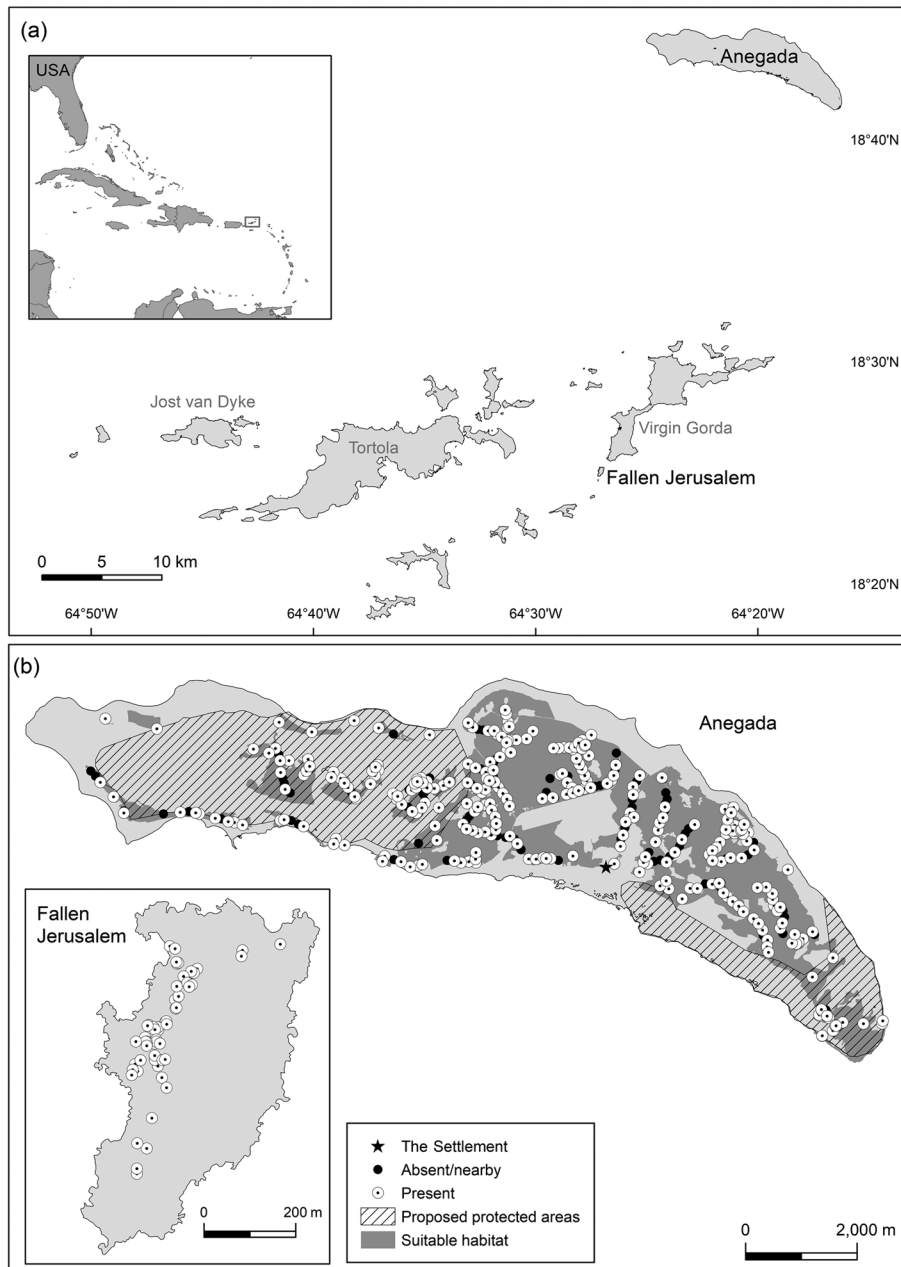 (a)
USA
Anegada
18°40'N
18°30'N
Jost van Dyke
Tortola
Virgin Gorda
Fallen Jerusalem
0 5 10 km
18°20'N
64°50'W 64°40'W 64°30'W 64°20'W
(b)
Anegada
Fallen
Jerusalem
0 200 m
The Settlement
Absent/nearby
Present
Proposed protected areas
Suitable habitat
0 2,000 m